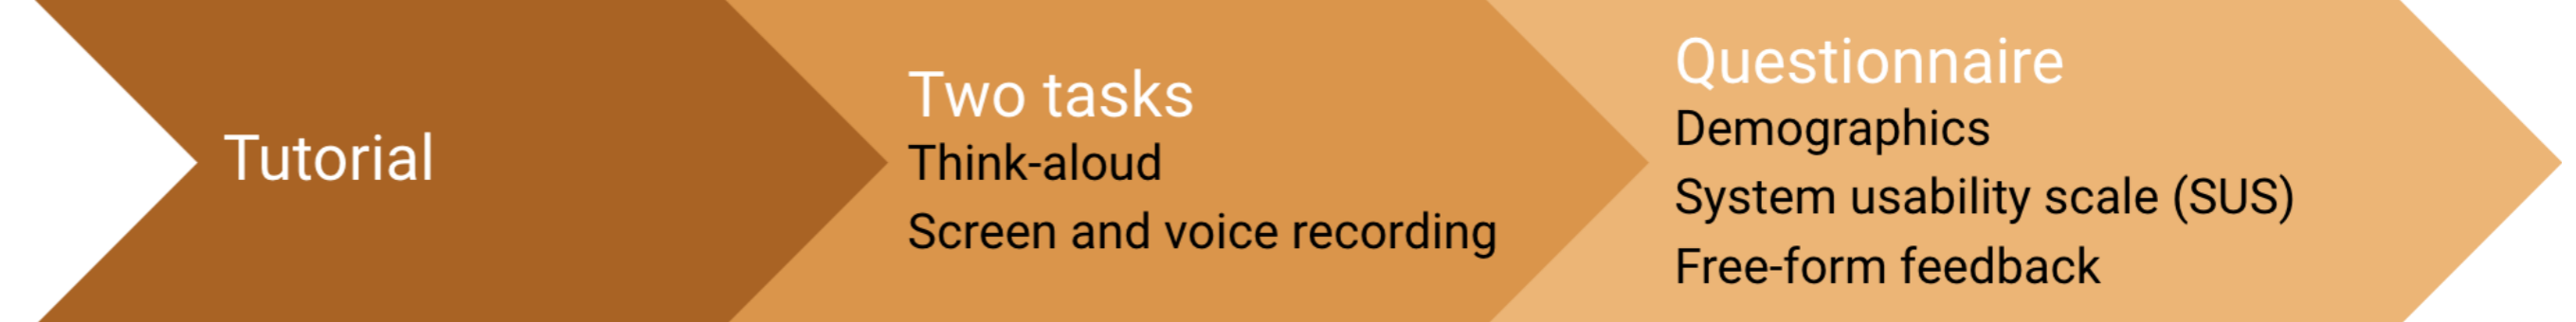 Tutorial
Two tasks
Think-aloud
Screen and voice recording
Questionnaire
Demographics
System usability scale (SUS)
Free-form feedback